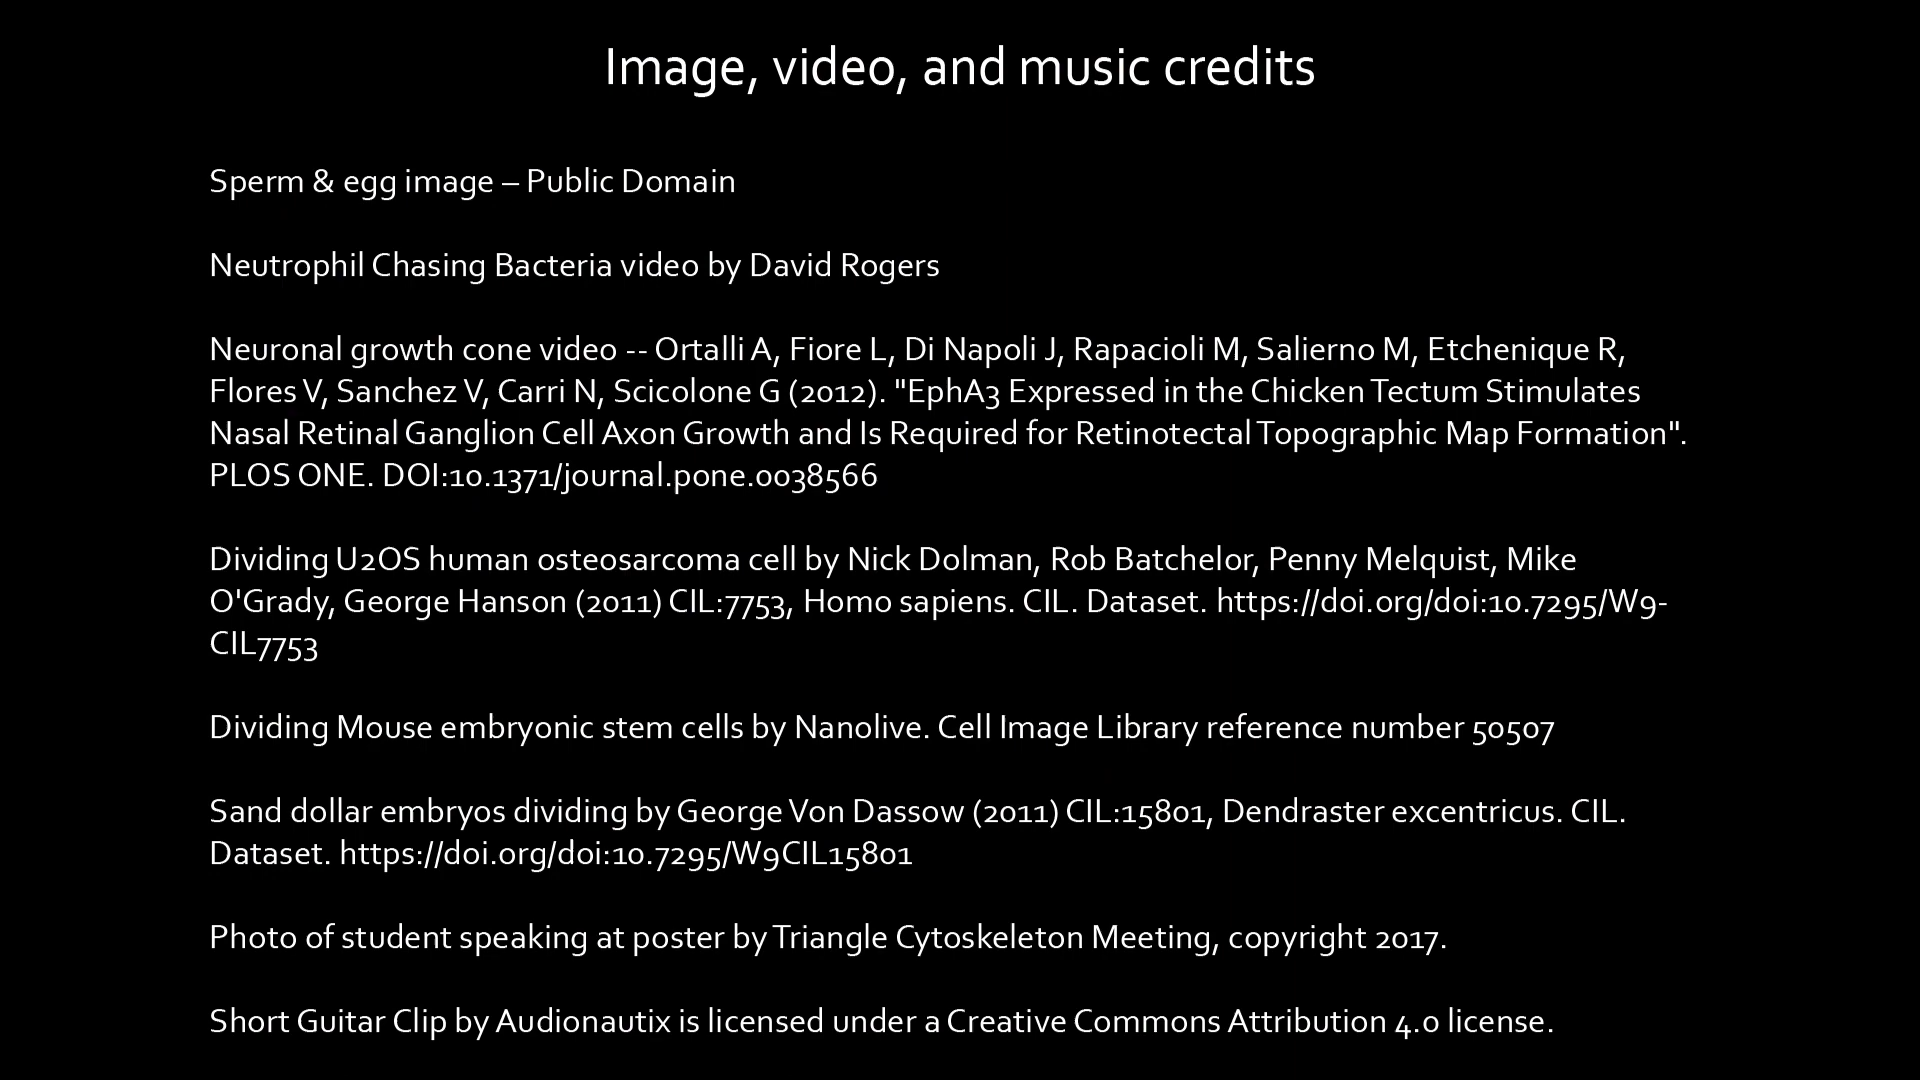 Image, video, and music credits
Sperm & egg image – Public Domain
Neutrophil Chasing Bacteria video by David Rogers
Neuronal growth cone video -- Ortalli A, Fiore L, Di Napoli J, Rapacioli M, Salierno M, Etchenique R,
Flores V, Sanchez V, Carri N, Scicolone G (2012). "EphA3 Expressed in the Chicken Tectum Stimulates
Nasal Retinal Ganglion Cell Axon Growth and Is Required for Retinotectal Topographic Map Formation".
PLOS ONE. DOI:10.1371/journal.pone.0038566
Dividing U2OS human osteosarcoma cell by Nick Dolman, Rob Batchelor, Penny Melquist, Mike
O'Grady, George Hanson (2011) CIL:7753, Homo sapiens. CIL. Dataset. https://doi.org/doi:10.7295/W9-
CIL7753
Dividing Mouse embryonic stem cells by Nanolive. Cell Image Library reference number 50507
Sand dollar embryos dividing by George Von Dassow (2011) CIL:15801, Dendraster excentricus. CIL.
Dataset. https://doi.org/doi:10.7295/W9CIL15801
Photo of student speaking at poster by Triangle Cytoskeleton Meeting, copyright 2017.
Short Guitar Clip by Audionautix is licensed under a Creative Commons Attribution 4.0 license.